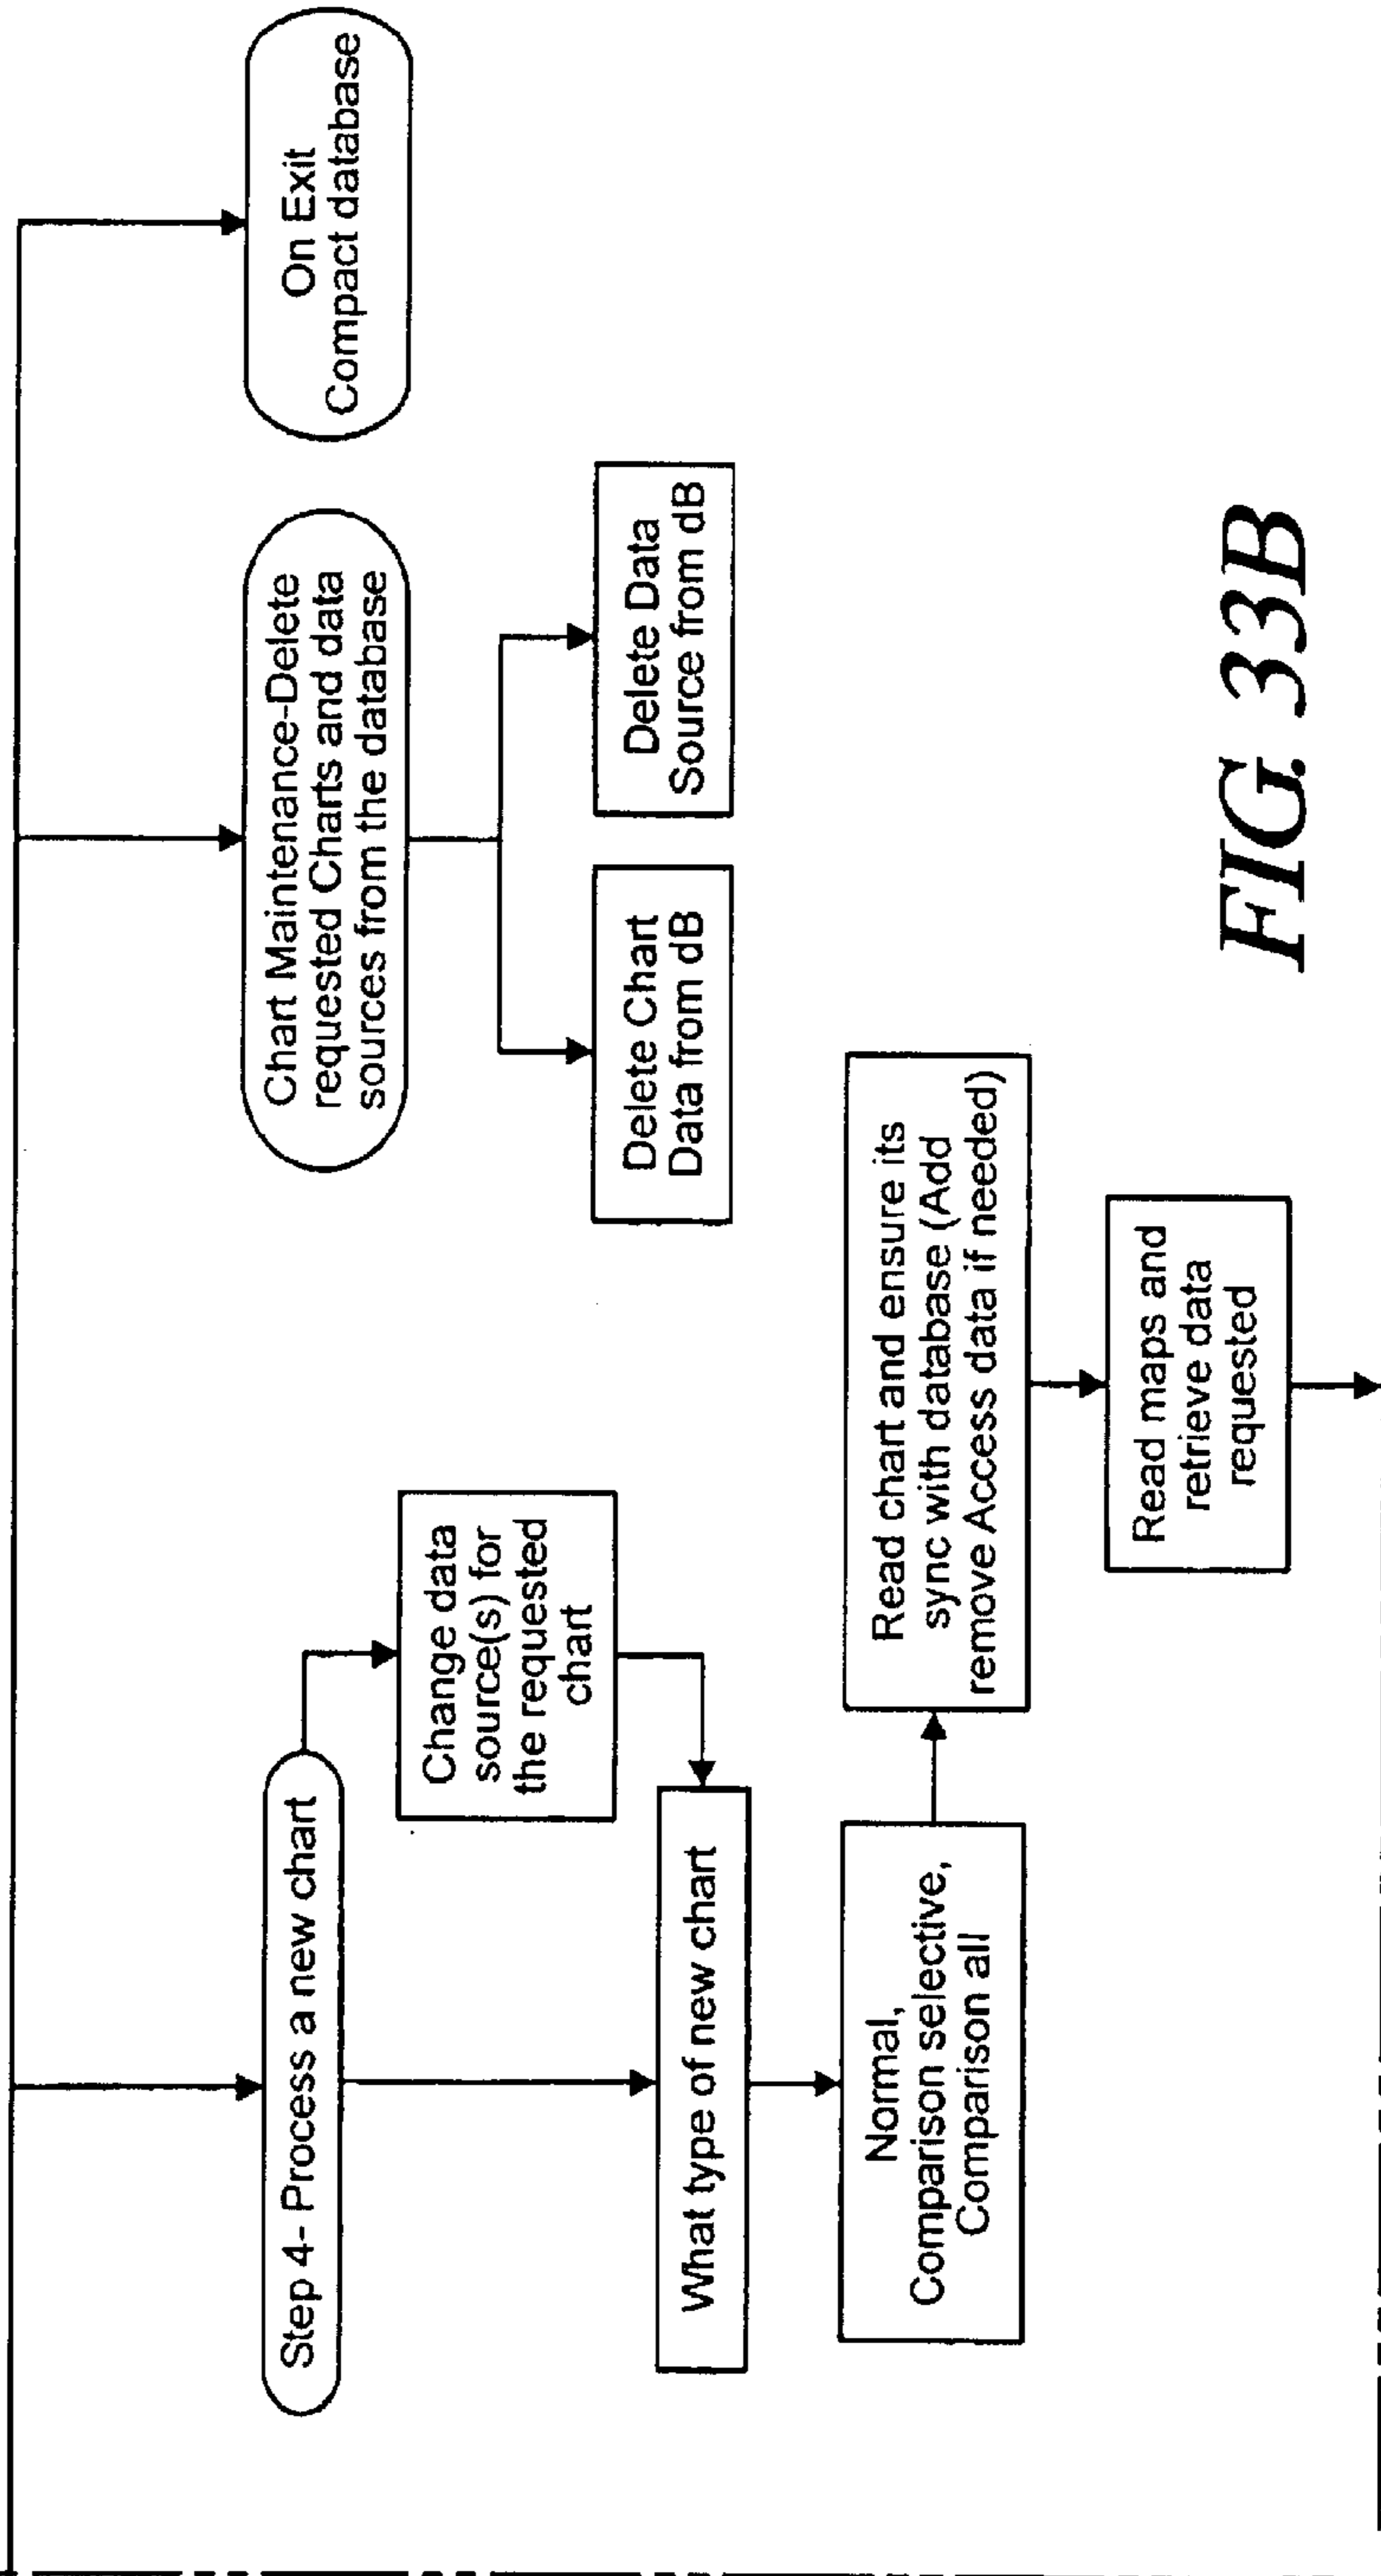 Step 4- Process a new chart
Change data
source(s) for
the requested
chart
What type of new chart
Normal,
Comparison selective,
Comparison all
Read chart and ensure its
sync with database (Add
remove Access data if needed)
Read maps and
retrieve data
requested
Chart Maintenance-Delete
requested Charts and data
sources from the database
Delete Chart
Data from dB
Delete Data
Source from dB
On Exit
Compact database
FIG. 33B